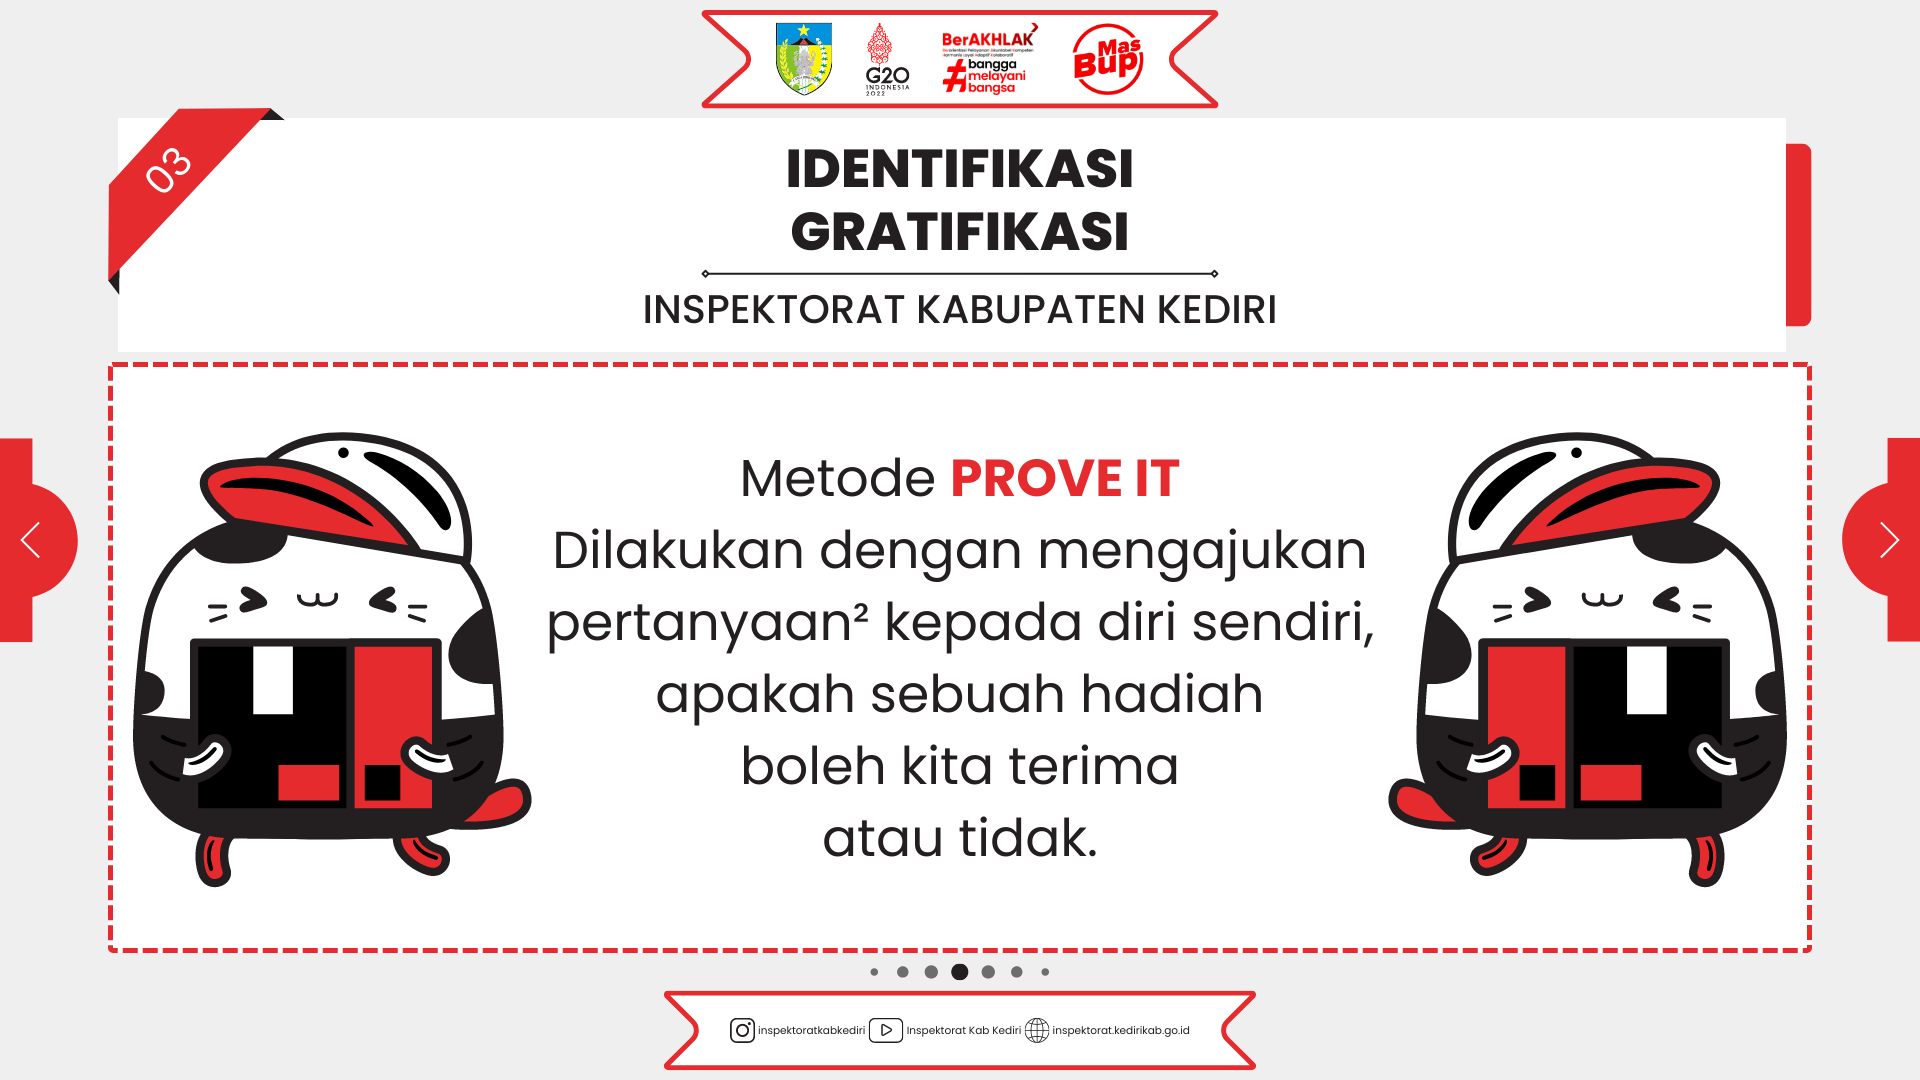 G20
INDONESIA
2022
BerAKHLAK
#bangga
melayani
bangsa
Mas
Bup
03
IDENTIFIKASI
GRATIFIKASI
INSPEKTORAT KABUPATEN KEDIRI
Metode PROVE IT
Dilakukan dengan mengajukan
pertanyaan² kepada diri sendiri,
apakah sebuah hadiah
boleh kita terima
atau tidak.
inspektoratkabkediri Inspektorat Kab Kediri inspektorat.kedirikab.go.id